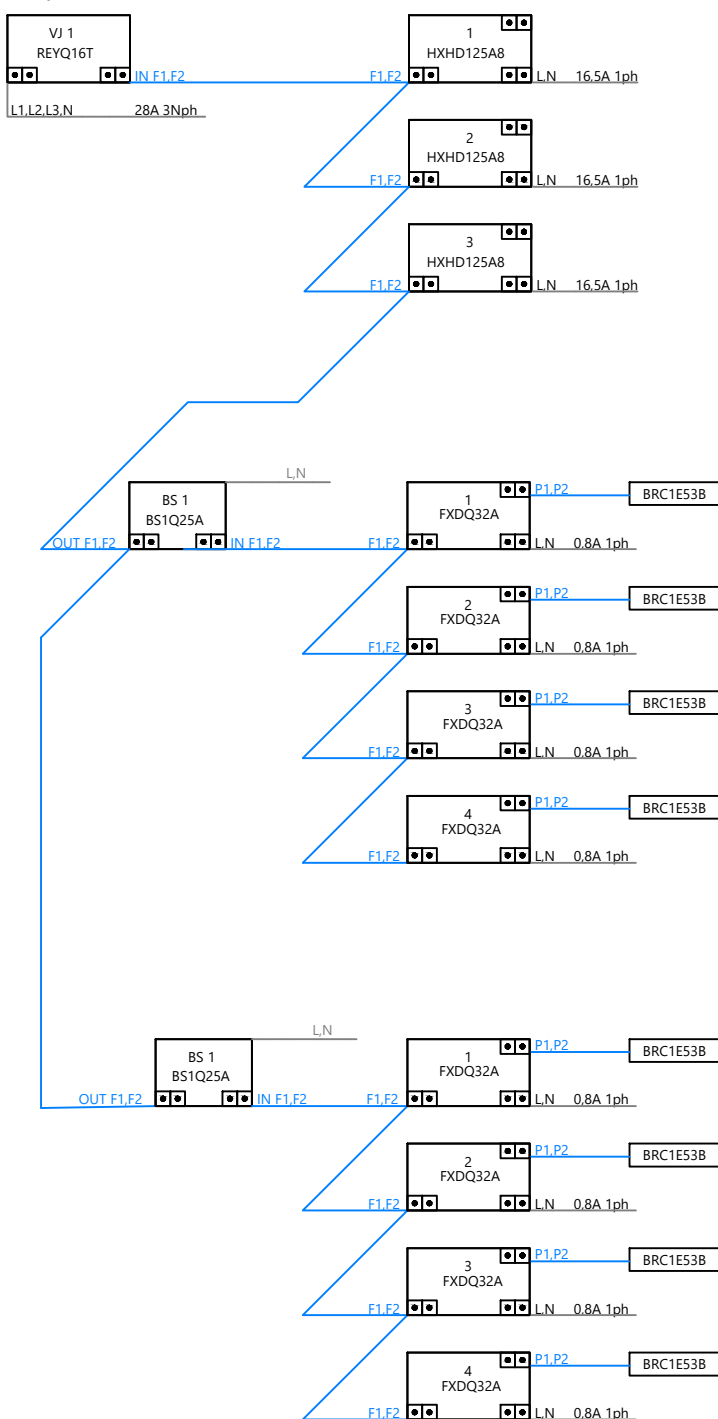 VJ 1
REYQ16T
IN F1,F2
L1,L2,L3,N 28A 3Nph
1
HXHD125A8
F1,F2 L,N 16,5A 1ph
2
HXHD125A8
F1,F2 L,N 16,5A 1ph
3
HXHD125A8
F1,F2 L,N 16,5A 1ph
L,N
BS 1
BS1Q25A
OUT F1,F2 IN F1,F2
1
FXDQ32A
P1,P2 BRC1E53B
F1,F2 L,N 0,8A 1ph
2
FXDQ32A
P1,P2 BRC1E53B
F1,F2 L,N 0,8A 1ph
3
FXDQ32A
P1,P2 BRC1E53B
F1,F2 L,N 0,8A 1ph
4
FXDQ32A
P1,P2 BRC1E53B
F1,F2 L,N 0,8A 1ph
L,N
BS 1
BS1Q25A
OUT F1,F2 IN F1,F2
1
FXDQ32A
P1,P2 BRC1E53B
F1,F2 L,N 0,8A 1ph
2
FXDQ32A
P1,P2 BRC1E53B
F1,F2 L,N 0,8A 1ph
3
FXDQ32A
P1,P2 BRC1E53B
F1,F2 L,N 0,8A 1ph
4
FXDQ32A
P1,P2 BRC1E53B
F1,F2 L,N 0,8A 1ph